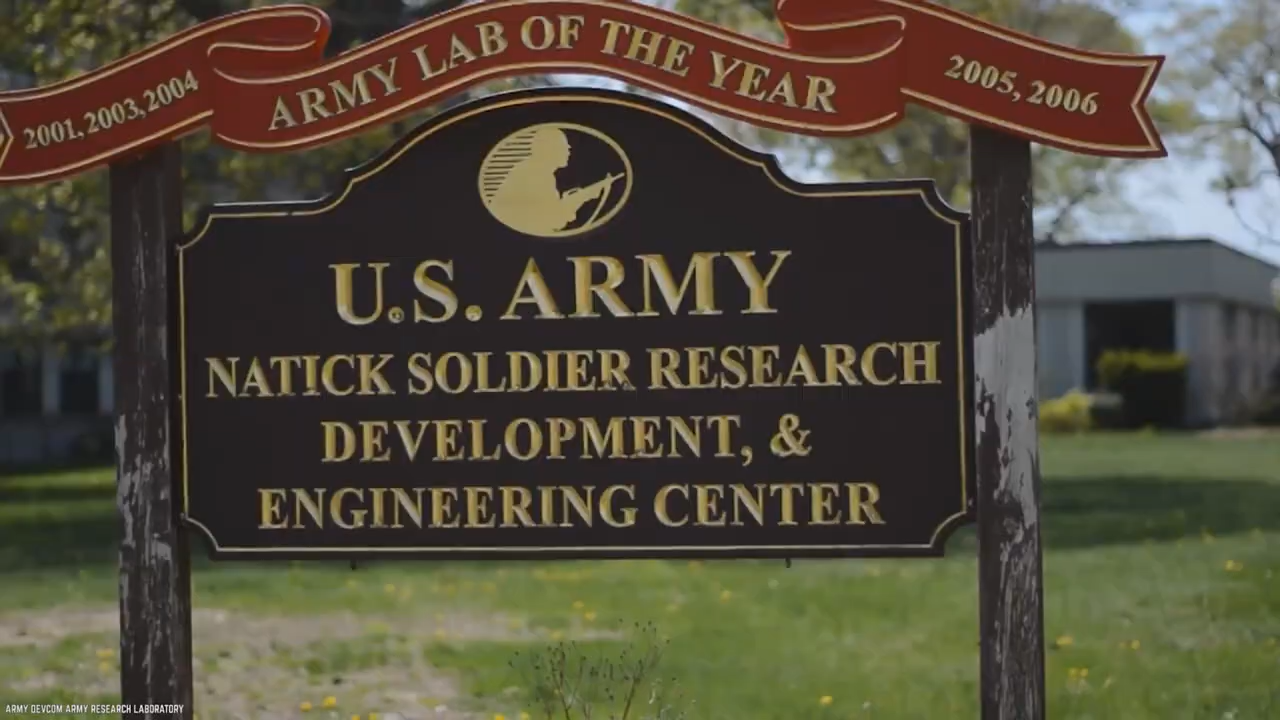 ARMY LAB OF THE YEAR
2001, 2003, 2004
2005, 2006
U.S. ARMY
NATICK SOLDIER RESEARCH
DEVELOPMENT, &
ENGINEERING CENTER
ARMY DEVCOM ARMY RESEARCH LABORATORY